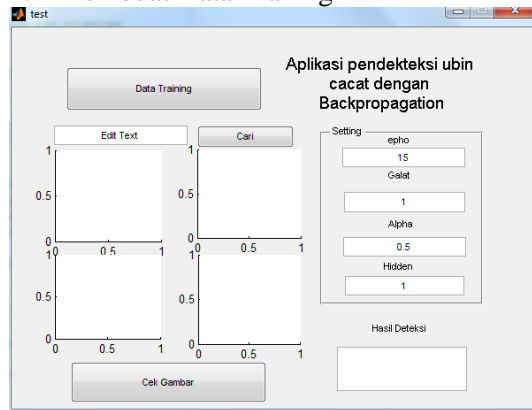 test
Aplikasi pendekteksi ubin
cacat dengan
Backpropagation
Data Training
Edit Text
Cari
1
0.5
0
0 0.5 1
1
0.5
0
0 0.5 1
1
0.5
0
0 0.5 1
1
0.5
0
0 0.5 1
Cek Gambar
Setting
epho
15
Galat
1
Alpha
0.5
Hidden
1
Hasil Deteksi